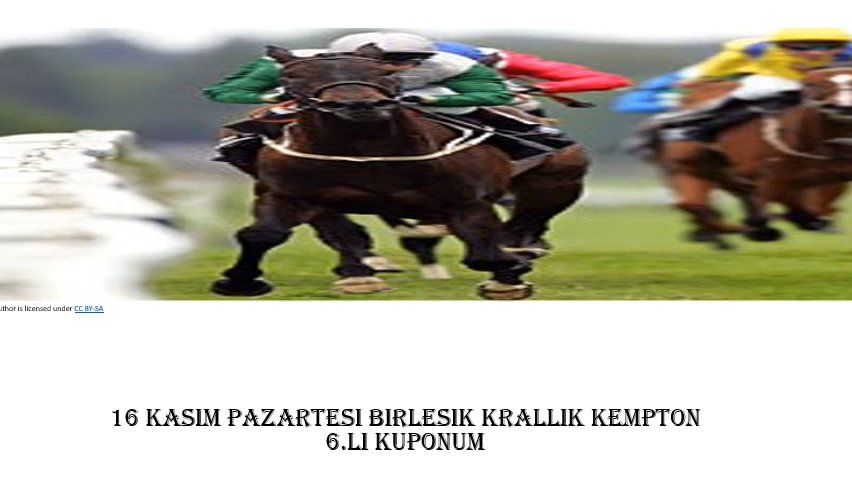 uthor is licensed under CC BY-SA
16 KASIM PAZARTESI BIRLESIK KRALLIK KEMPTON
6.LI KUPONUM